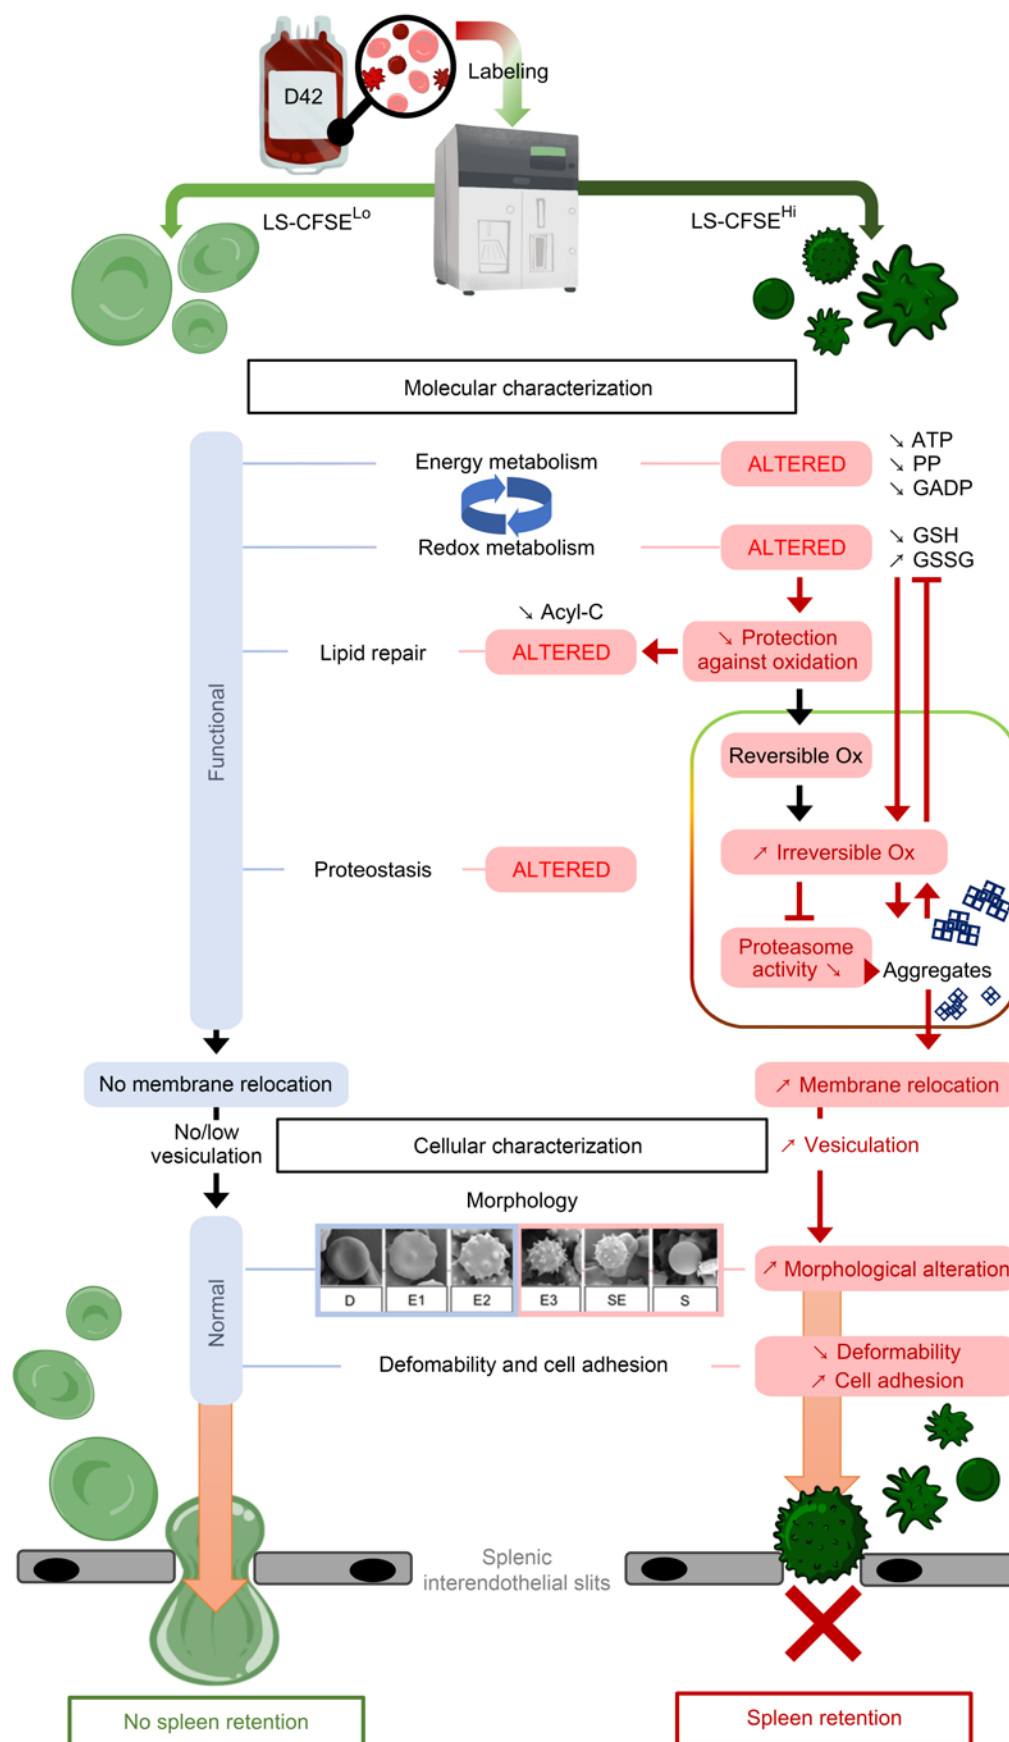 D42
Labeling
LS-CFSE^Lo
LS-CFSE^Hi
Molecular characterization
Functional
Energy metabolism
ALTERED
↘ ATP
↘ PP
↘ GADP
Redox metabolism
ALTERED
↘ GSH
↗ GSSG
↘ Acyl-C
Lipid repair
ALTERED
↘ Protection
against oxidation
Reversible Ox
↗ Irreversible Ox
Proteostasis
ALTERED
Proteasome
activity ↘
Aggregates
No membrane relocation
↗ Membrane relocation
No/low
vesiculation
Cellular characterization
↗ Vesiculation
Morphology
Normal
D E1 E2 E3 SE S
↗ Morphological alteration
Defomability and cell adhesion
↘ Deformability
↗ Cell adhesion
Splenic
interendothelial slits
No spleen retention
Spleen retention